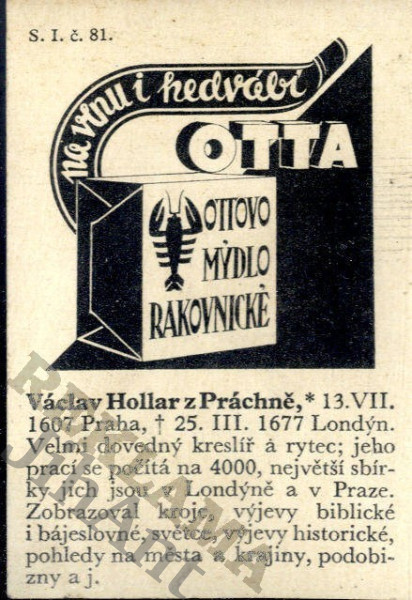 S. I. č. 81.
na vlnu i hedvábí
OTTA
OTTOVO
MÝDLO
RAKOVNICKÉ
Václav Hollar z Práchně,* 13.VII.
1607 Praha, † 25. III. 1677 Londýn.
Velmi dovedný kreslíř a rytec; jeho
prací se počítá na 4000, největší sbír-
ky jich jsou v Londýně a v Praze.
Zobrazoval kroje, výjevy biblické
i bájeslovné, světce, výjevy historické,
pohledy na města a krajiny, podobi-
zny a j.
REKLAMA